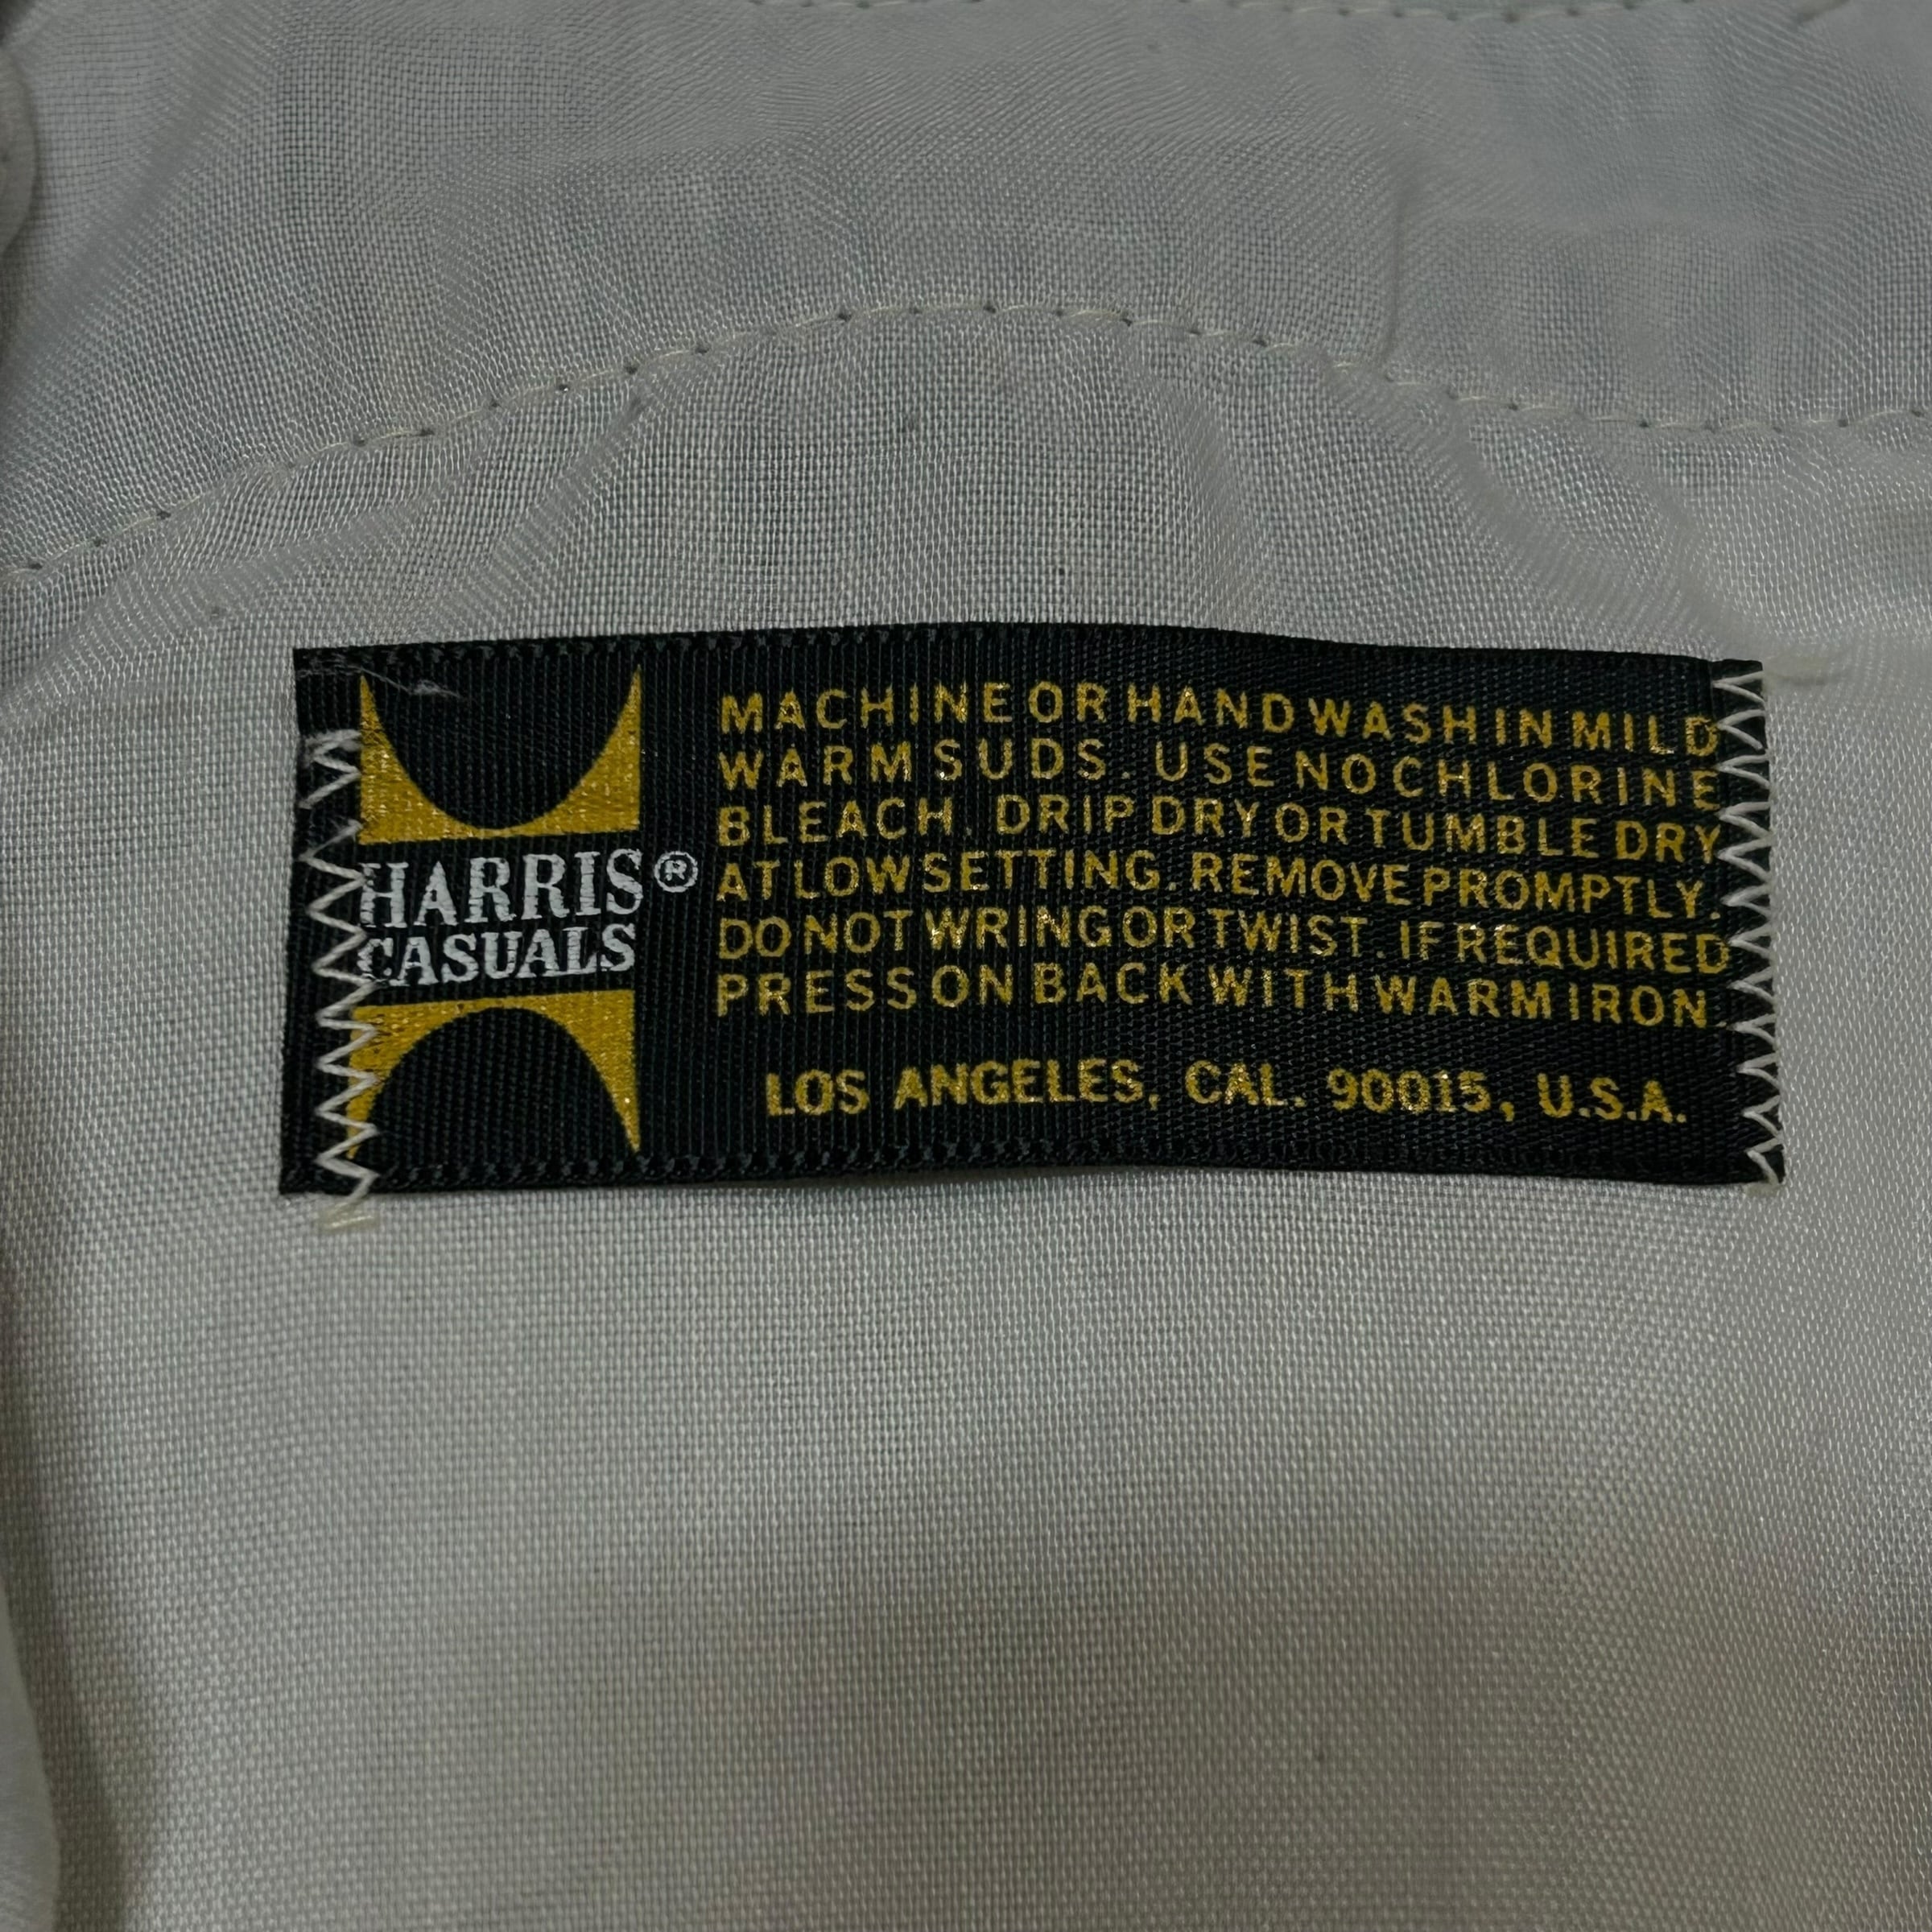 HARRIS®
CASUALS
MACHINE OR HAND WASH IN MILD
WARM SUDS. USE NO CHLORINE
BLEACH. DRIP DRY OR TUMBLE DRY
AT LOW SETTING. REMOVE PROMPTLY.
DO NOT WRING OR TWIST. IF REQUIRED
PRESS ON BACK WITH WARM IRON.
LOS ANGELES, CAL. 90015, U.S.A.